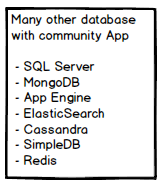 Many other database
with community App
- SQL Server
- MongoDB
- App Engine
- ElasticSearch
- Cassandra
- SimpleDB
- Redis